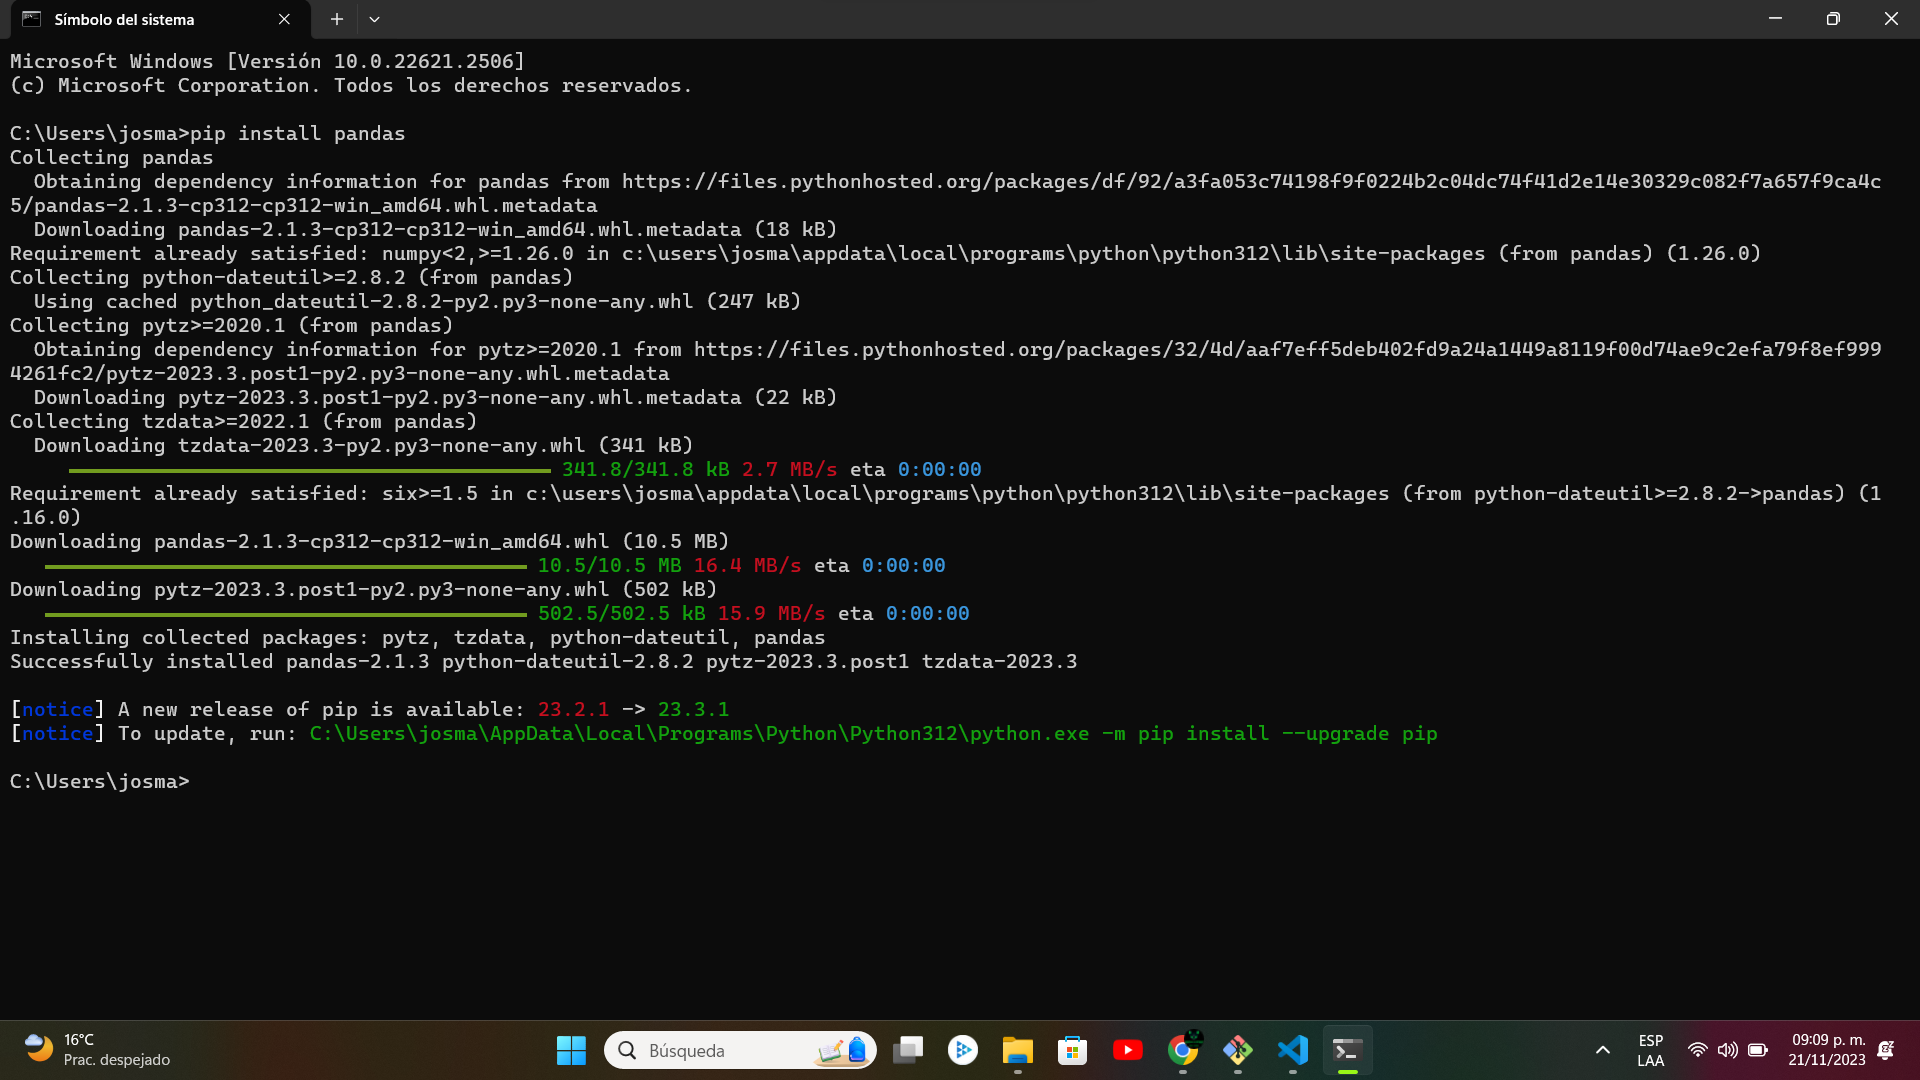 Símbolo del sistema
Microsoft Windows [Versión 10.0.22621.2506]
(c) Microsoft Corporation. Todos los derechos reservados.
C:\Users\josma>pip install pandas
Collecting pandas
  Obtaining dependency information for pandas from https://files.pythonhosted.org/packages/df/92/a3fa053c74198f9f0224b2c04dc74f41d2e14e30329c082f7a657f9ca4c
5/pandas-2.1.3-cp312-cp312-win_amd64.whl.metadata
  Downloading pandas-2.1.3-cp312-cp312-win_amd64.whl.metadata (18 kB)
Requirement already satisfied: numpy<2,>=1.26.0 in c:\users\josma\appdata\local\programs\python\python312\lib\site-packages (from pandas) (1.26.0)
Collecting python-dateutil>=2.8.2 (from pandas)
  Using cached python_dateutil-2.8.2-py2.py3-none-any.whl (247 kB)
Collecting pytz>=2020.1 (from pandas)
  Obtaining dependency information for pytz>=2020.1 from https://files.pythonhosted.org/packages/32/4d/aaf7eff5deb402fd9a24a1449a8119f00d74ae9c2efa79f8ef999
4261fc2/pytz-2023.3.post1-py2.py3-none-any.whl.metadata
  Downloading pytz-2023.3.post1-py2.py3-none-any.whl.metadata (22 kB)
Collecting tzdata>=2022.1 (from pandas)
  Downloading tzdata-2023.3-py2.py3-none-any.whl (341 kB)
341.8/341.8 kB 2.7 MB/s eta 0:00:00
Requirement already satisfied: six>=1.5 in c:\users\josma\appdata\local\programs\python\python312\lib\site-packages (from python-dateutil>=2.8.2->pandas) (1
.16.0)
Downloading pandas-2.1.3-cp312-cp312-win_amd64.whl (10.5 MB)
10.5/10.5 MB 16.4 MB/s eta 0:00:00
Downloading pytz-2023.3.post1-py2.py3-none-any.whl (502 kB)
502.5/502.5 kB 15.9 MB/s eta 0:00:00
Installing collected packages: pytz, tzdata, python-dateutil, pandas
Successfully installed pandas-2.1.3 python-dateutil-2.8.2 pytz-2023.3.post1 tzdata-2023.3
[notice] A new release of pip is available: 23.2.1 -> 23.3.1
[notice] To update, run: C:\Users\josma\AppData\Local\Programs\Python\Python312\python.exe -m pip install --upgrade pip
C:\Users\josma>
16°C
Prac. despejado
Búsqueda
ESP
LAA
09:09 p. m.
21/11/2023